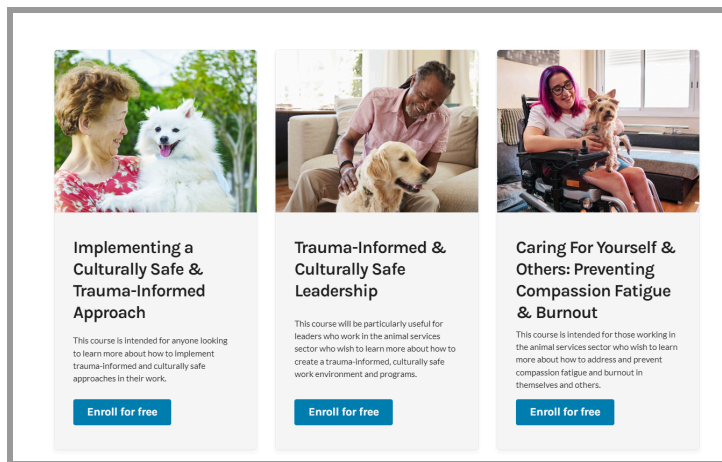 Implementing a
Culturally Safe &
Trauma-Informed
Approach
This course is intended for anyone looking
to learn more about how to implement
trauma-informed and culturally safe
approaches in their work.
Enroll for free
Trauma-Informed &
Culturally Safe
Leadership
This course will be particularly useful for
leaders who work in the animal services
sector who wish to learn more about how to
create a trauma-informed, culturally safe
work environment and programs.
Enroll for free
Caring For Yourself &
Others: Preventing
Compassion Fatigue
& Burnout
This course is intended for those working in
the animal services sector who wish to learn
more about how to address and prevent
compassion fatigue and burnout in
themselves and others.
Enroll for free